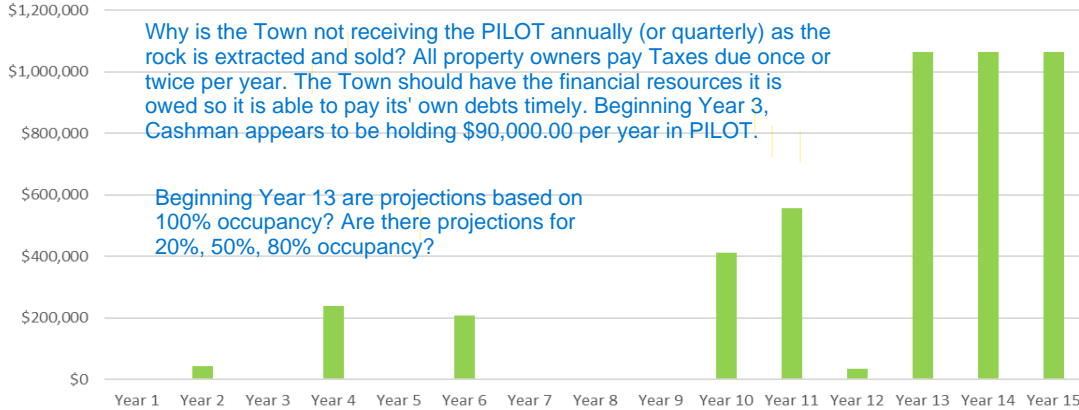 $1,200,000
Why is the Town not receiving the PILOT annually (or quarterly) as the
rock is extracted and sold? All property owners pay Taxes due once or
$1,000,000
twice per year. The Town should have the financial resources it is
owed so it is able to pay its' own debts timely. Beginning Year 3,
$800,000
Cashman appears to be holding $90,000.00 per year in PILOT.
$600,000
Beginning Year 13 are projections based on
100% occupancy? Are there projections for
20%, 50%, 80% occupancy?
$400,000
$200,000
$0
Year 1 Year 2 Year 3 Year 4 Year 5 Year 6 Year 7 Year 8 Year 9 Year 10 Year 11 Year 12 Year 13 Year 14 Year 15